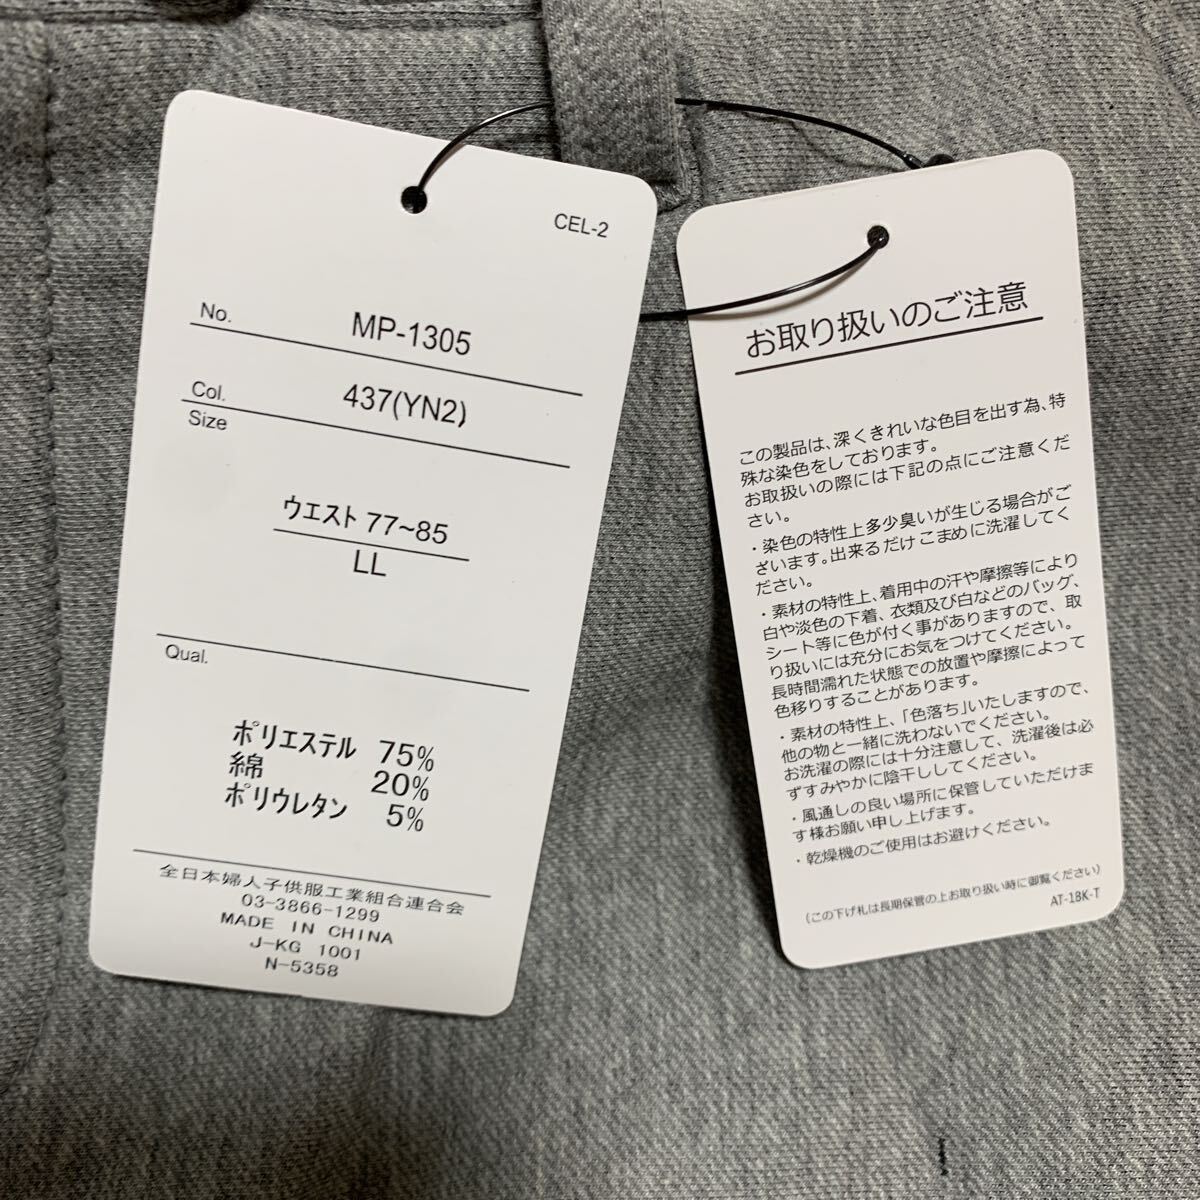 CEL-2
No. MP-1305
Col. 437(YN2)
Size
ウエスト 77~85
LL
Qual.
ポリエステル 75%
綿 20%
ポリウレタン 5%
全日本婦人子供服工業組合連合会
03-3866-1299
MADE IN CHINA
J-KG 1001
N-5358
お取り扱いのご注意
この製品は、深くきれいな色目を出す為、特
殊な染色をしております。
お取扱いの際には下記の点にご注意くだ
さい。
・染色の特性上多少臭いが生じる場合がご
ざいます。出来るだけこまめに洗濯してく
ださい。
・素材の特性上、着用中の汗や摩擦等により
白や淡色の下着、衣類及び白などのバッグ、
シート等に色が付く事がありますので、取
り扱いには充分にお気をつけてください。
長時間濡れた状態での放置や摩擦によって
色移りすることがあります。
・素材の特性上、「色落ち」いたしますので、
他の物と一緒に洗わないでください。
お洗濯の際には十分注意して、洗濯後は必
ずすみやかに陰干ししてください。
・風通しの良い場所に保管していただけま
す様お願い申し上げます。
・乾燥機のご使用はお避けください。
(この下げ札は長期保管の上お取り扱い時に御覧ください)
AT-18K-T